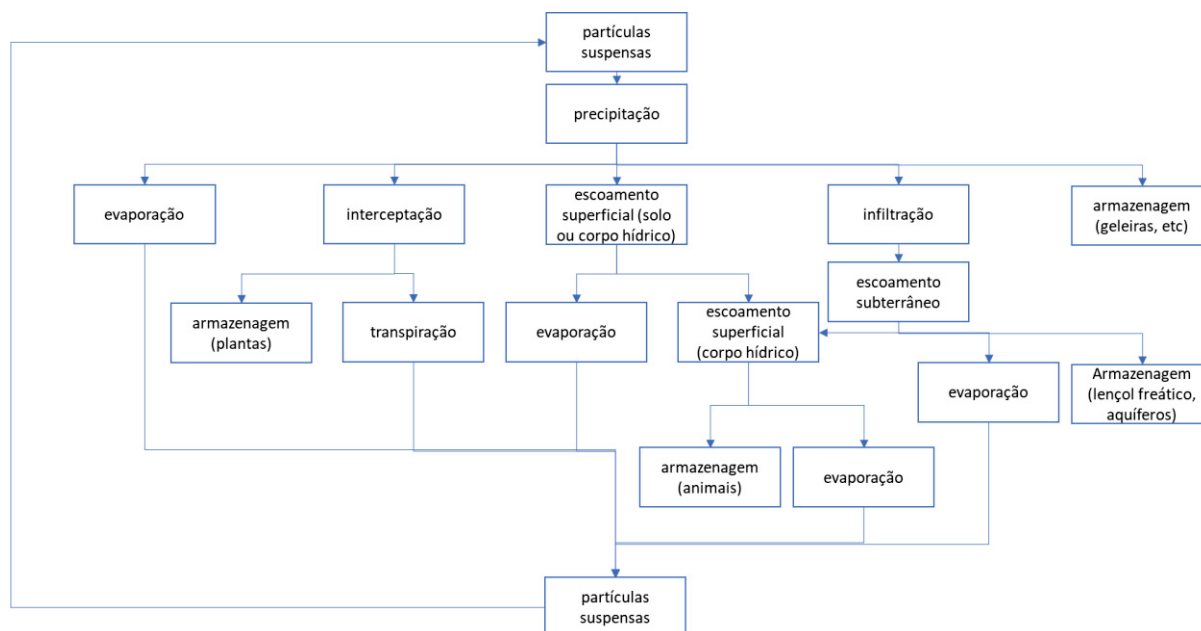 partículas
suspensas
precipitação
evaporação
interceptação
escoamento
superficial (solo
ou corpo hídrico)
infiltração
armazenagem
(geleiras, etc)
armazenagem
(plantas)
transpiração
evaporação
escoamento
superficial
(corpo hídrico)
escoamento
subterrâneo
evaporação
Armazenagem
(lençol freático,
aquíferos)
armazenagem
(animais)
evaporação
partículas
suspensas